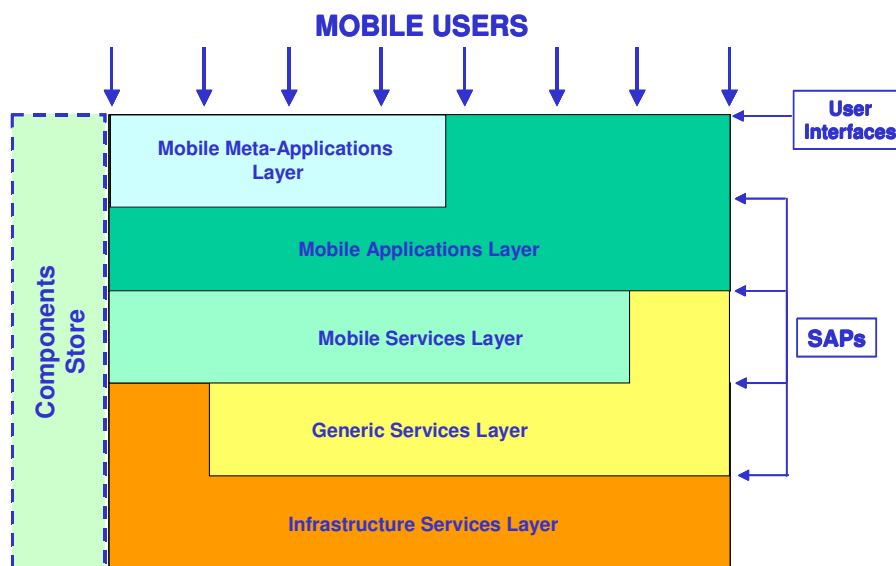 MOBILE USERS
User
Interfaces
Mobile Meta-Applications
Layer
Mobile Applications Layer
Components
Store
Mobile Services Layer
SAPs
Generic Services Layer
Infrastructure Services Layer